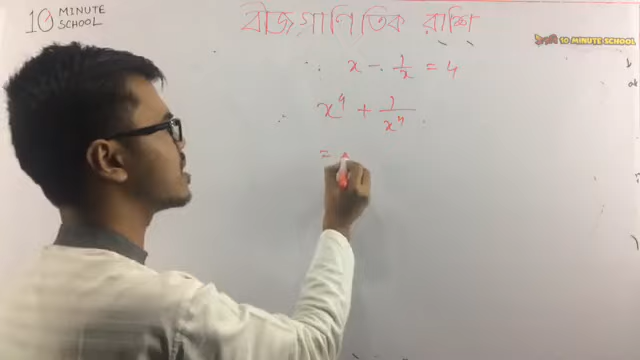 10 MINUTE SCHOOL
বীজগাণিতিক রাশি
10 MINUTE SCHOOL
x - 1/x = 4
x⁴ + 1/x⁴
=